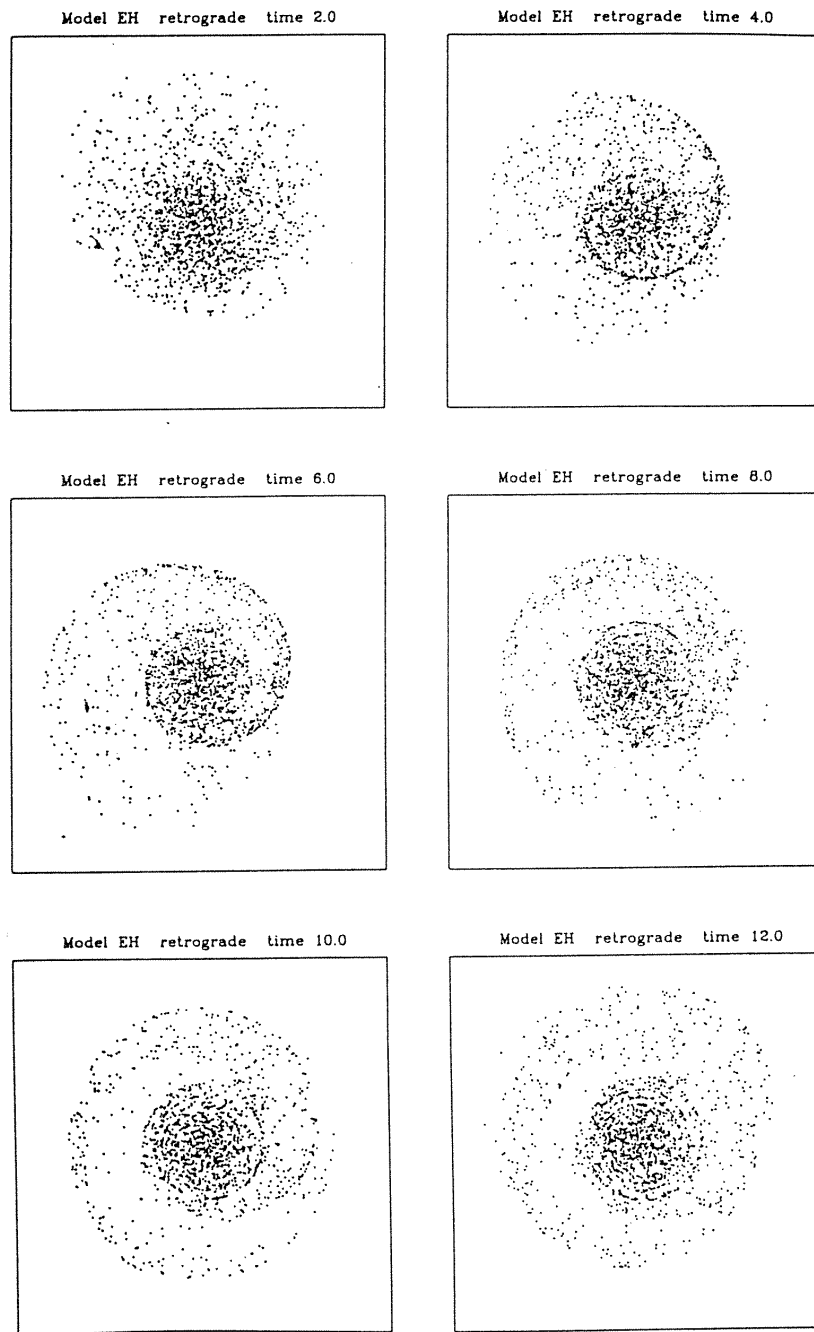 Model EH retrograde time 2.0
Model EH retrograde time 4.0
Model EH retrograde time 6.0
Model EH retrograde time 8.0
Model EH retrograde time 10.0
Model EH retrograde time 12.0